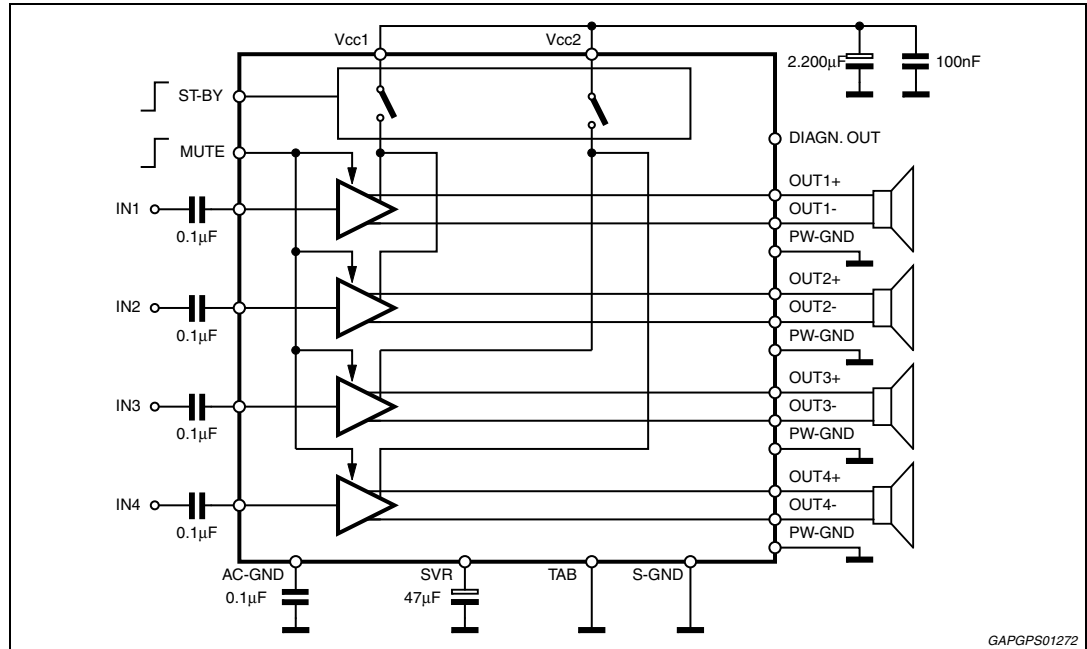 Vcc1
Vcc2
2.200μF
100nF
ST-BY
DIAGN. OUT
MUTE
OUT1+
IN1
OUT1-
0.1μF
PW-GND
OUT2+
IN2
OUT2-
0.1μF
PW-GND
OUT3+
IN3
OUT3-
0.1μF
PW-GND
OUT4+
IN4
OUT4-
0.1μF
PW-GND
AC-GND
SVR
TAB
S-GND
0.1μF
47μF
GAPGPS01272